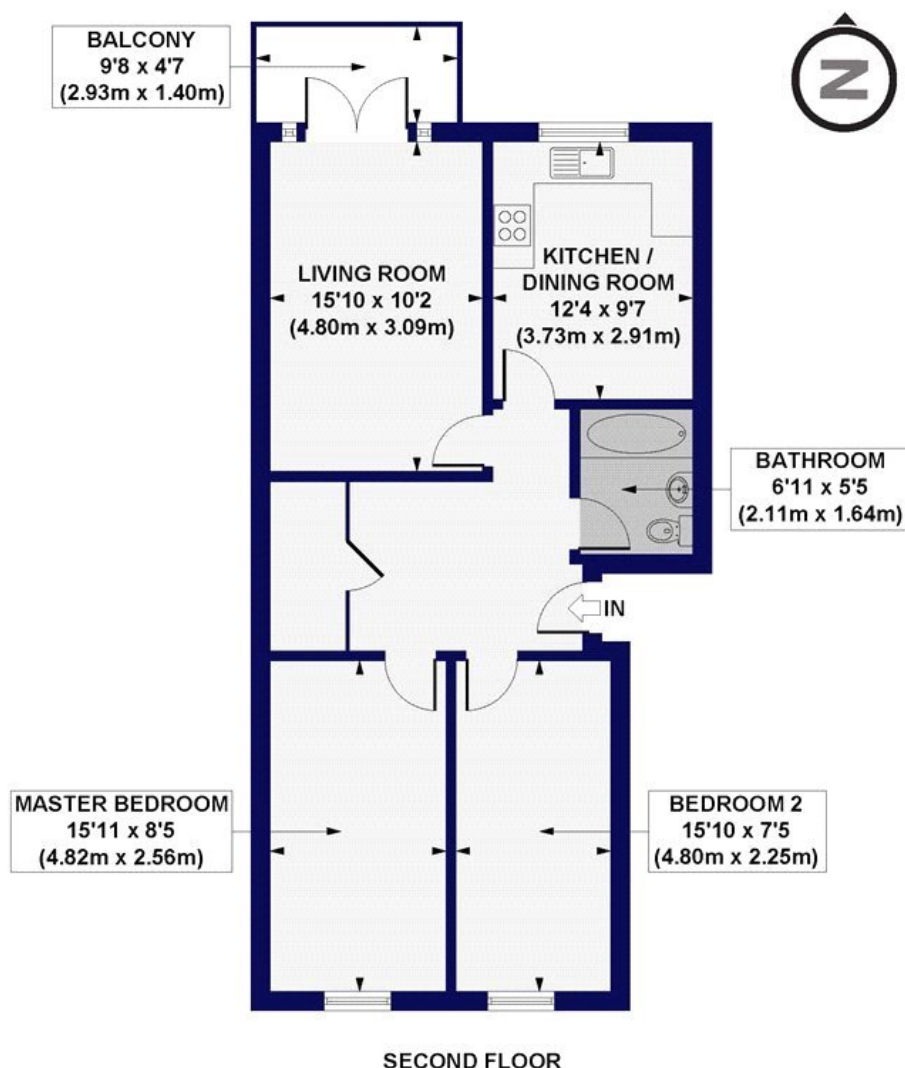 BALCONY
9'8 x 4'7
(2.93m x 1.40m)
N
LIVING ROOM
15'10 x 10'2
(4.80m x 3.09m)
KITCHEN /
DINING ROOM
12'4 x 9'7
(3.73m x 2.91m)
BATHROOM
6'11 x 5'5
(2.11m x 1.64m)
IN
MASTER BEDROOM
15'11 x 8'5
(4.82m x 2.56m)
BEDROOM 2
15'10 x 7'5
(4.80m x 2.25m)
SECOND FLOOR